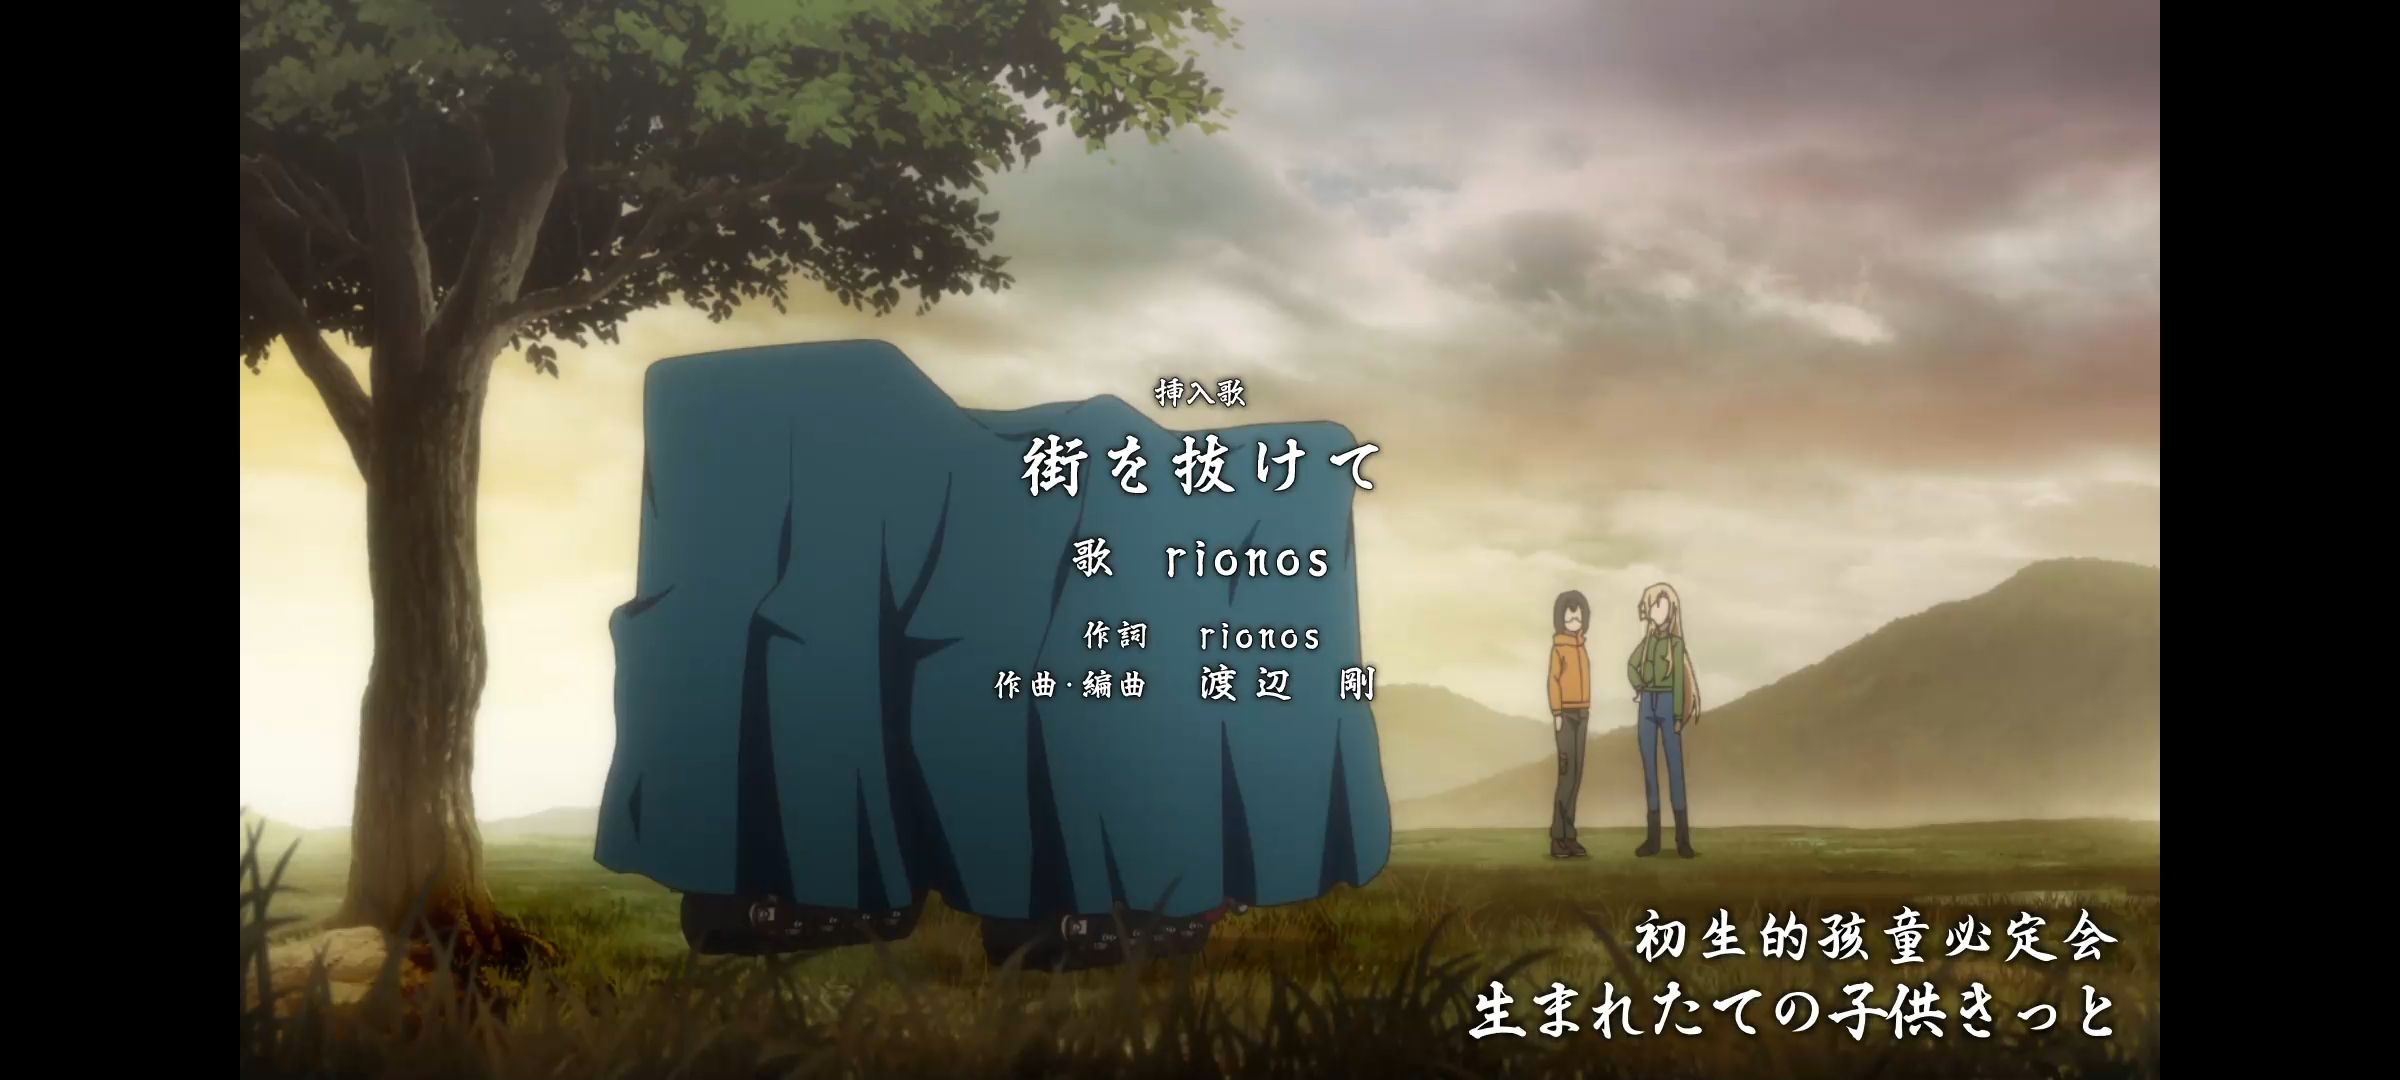 挿入歌
街を抜けて
歌 rionos
作詞 rionos
作曲・編曲 渡辺 剛
初生的孩童必定会
生まれたての子供きっと